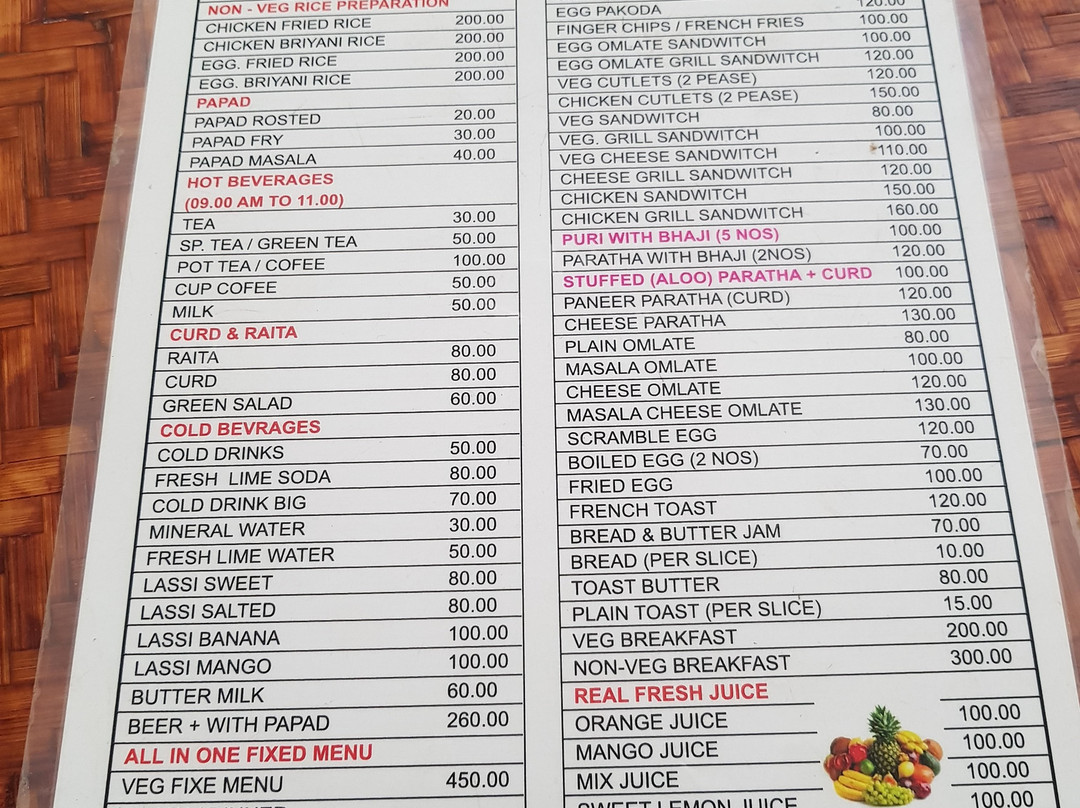 NON - VEG RICE PREPARATION
CHICKEN FRIED RICE 200.00
CHICKEN BRIYANI RICE 200.00
EGG. FRIED RICE 200.00
EGG. BRIYANI RICE 200.00
PAPAD
PAPAD ROSTED 20.00
PAPAD FRY 30.00
PAPAD MASALA 40.00
HOT BEVERAGES
(09.00 AM TO 11.00)
TEA 30.00
SP. TEA / GREEN TEA 50.00
POT TEA / COFEE 100.00
CUP COFEE 50.00
MILK 50.00
CURD & RAITA
RAITA 80.00
CURD 80.00
GREEN SALAD 60.00
COLD BEVRAGES
COLD DRINKS 50.00
FRESH LIME SODA 80.00
COLD DRINK BIG 70.00
MINERAL WATER 30.00
FRESH LIME WATER 50.00
LASSI SWEET 80.00
LASSI SALTED 80.00
LASSI BANANA 100.00
LASSI MANGO 100.00
BUTTER MILK 60.00
BEER + WITH PAPAD 260.00
ALL IN ONE FIXED MENU
VEG FIXE MENU 450.00
EGG PAKODA 120.00
FINGER CHIPS / FRENCH FRIES 100.00
EGG OMLATE SANDWITCH 100.00
EGG OMLATE GRILL SANDWITCH 120.00
VEG CUTLETS (2 PEASE) 120.00
CHICKEN CUTLETS (2 PEASE) 150.00
VEG SANDWITCH 80.00
VEG. GRILL SANDWITCH 100.00
VEG CHEESE SANDWITCH 110.00
CHEESE GRILL SANDWITCH 120.00
CHICKEN SANDWITCH 150.00
CHICKEN GRILL SANDWITCH 160.00
PURI WITH BHAJI (5 NOS) 100.00
PARATHA WITH BHAJI (2NOS) 120.00
STUFFED (ALOO) PARATHA + CURD 100.00
PANEER PARATHA (CURD) 120.00
CHEESE PARATHA 130.00
PLAIN OMLATE 80.00
MASALA OMLATE 100.00
CHEESE OMLATE 120.00
MASALA CHEESE OMLATE 130.00
SCRAMBLE EGG 120.00
BOILED EGG (2 NOS) 70.00
FRIED EGG 100.00
FRENCH TOAST 120.00
BREAD & BUTTER JAM 70.00
BREAD (PER SLICE) 10.00
TOAST BUTTER 80.00
PLAIN TOAST (PER SLICE) 15.00
VEG BREAKFAST 200.00
NON-VEG BREAKFAST 300.00
REAL FRESH JUICE
ORANGE JUICE 100.00
MANGO JUICE 100.00
MIX JUICE 100.00
SWEET LEMON JUICE 100.00